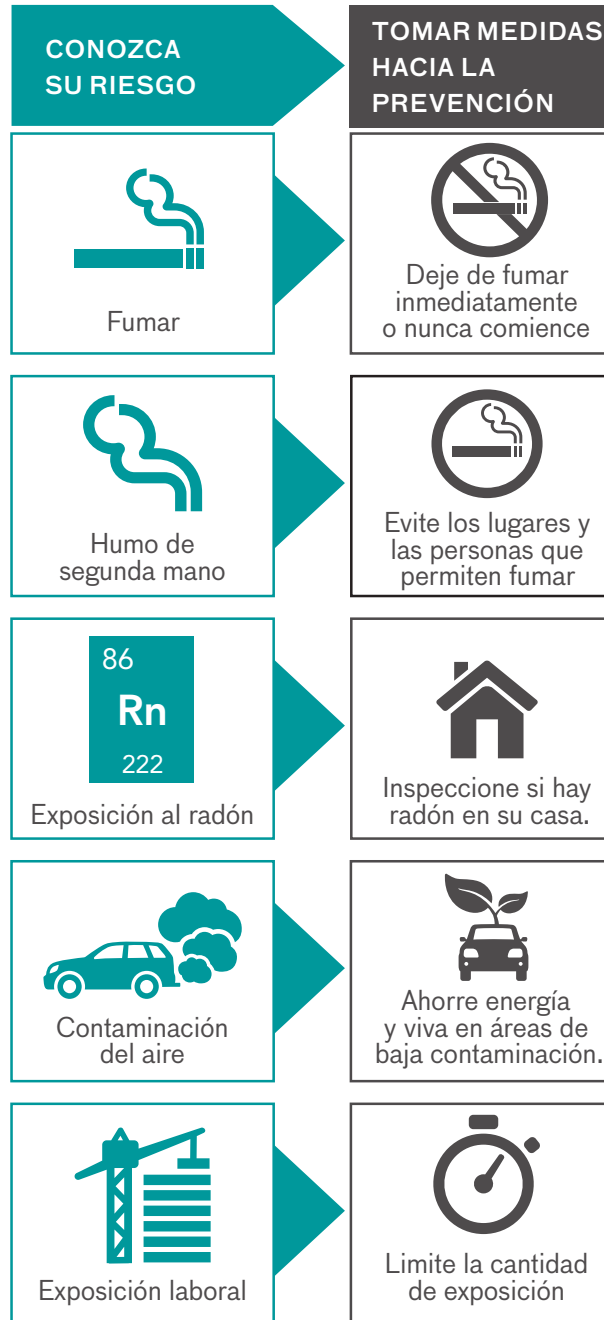 CONOZCA
SU RIESGO
TOMAR MEDIDAS
HACIA LA
PREVENCIÓN
Fumar
Deje de fumar
inmediatamente
o nunca comience
Humo de
segunda mano
Evite los lugares y
las personas que
permiten fumar
86
Rn
222
Exposición al radón
Inspeccione si hay
radón en su casa.
Contaminación
del aire
Ahorre energía
y viva en áreas de
baja contaminación.
Exposición laboral
Limite la cantidad
de exposición